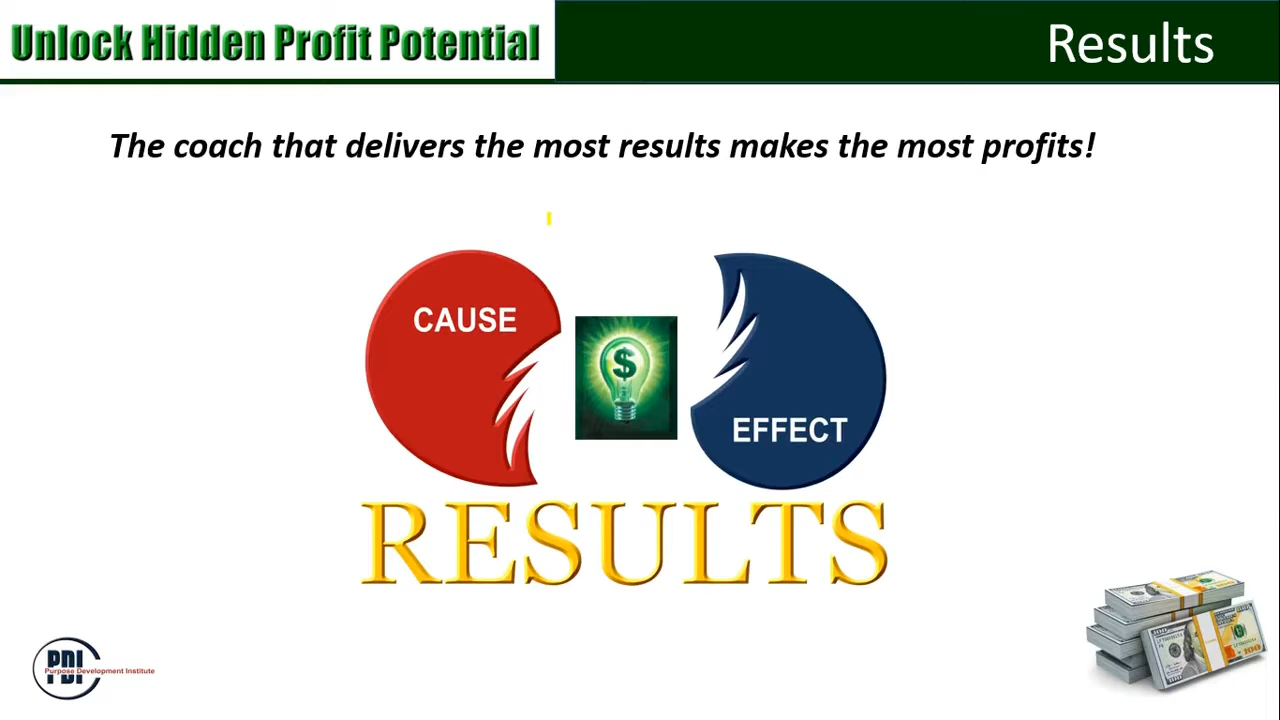 Unlock Hidden Profit Potential
Results
The coach that delivers the most results makes the most profits!
CAUSE
$
EFFECT
RESULTS
PDI
Purpose Development Institute
100